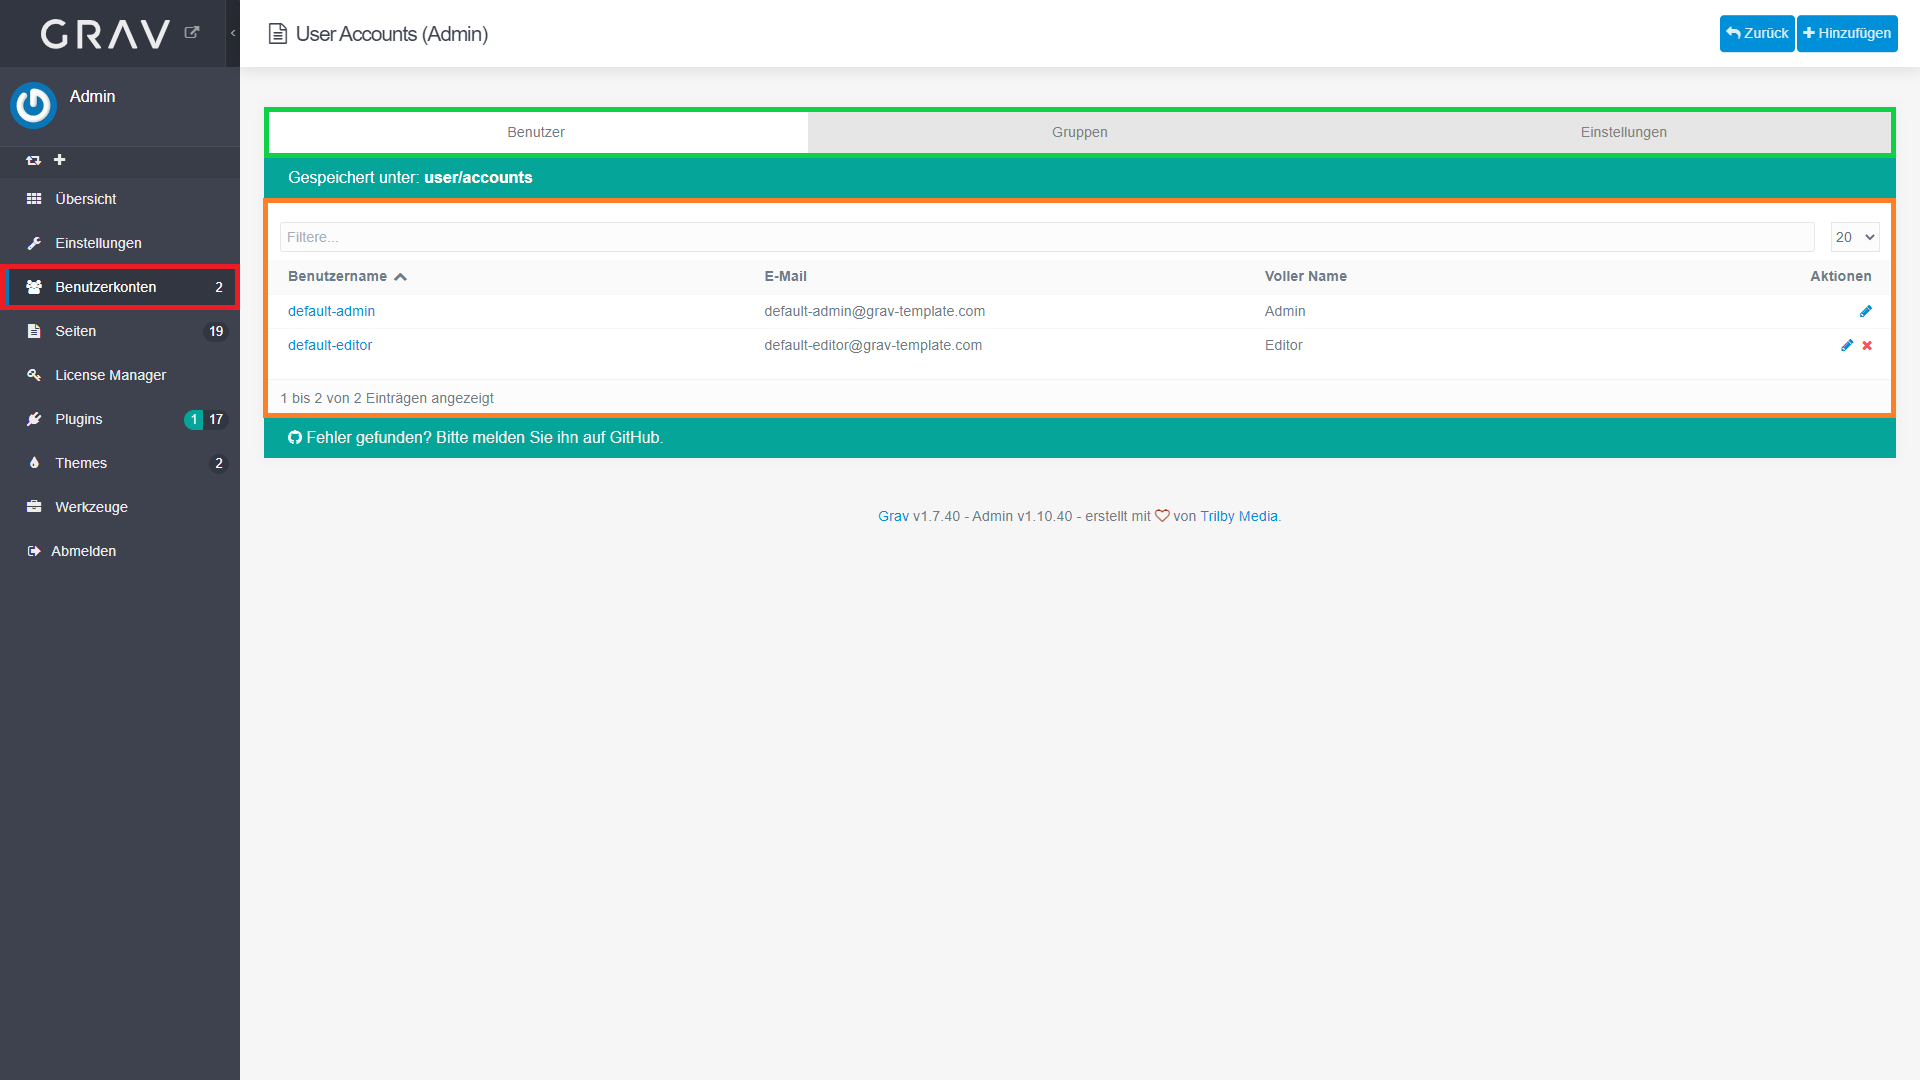 GRAV
User Accounts (Admin)
Zurück
Hinzufügen
Admin
Übersicht
Einstellungen
Benutzerkonten 2
Seiten 19
License Manager
Plugins 1 17
Themes 2
Werkzeuge
Abmelden
Benutzer Gruppen Einstellungen
Gespeichert unter: user/accounts
Filtere... 20
Benutzername E-Mail Voller Name Aktionen
default-admin default-admin@grav-template.com Admin
default-editor default-editor@grav-template.com Editor
1 bis 2 von 2 Einträgen angezeigt
Fehler gefunden? Bitte melden Sie ihn auf GitHub.
Grav v1.7.40 - Admin v1.10.40 - erstellt mit von Trilby Media.